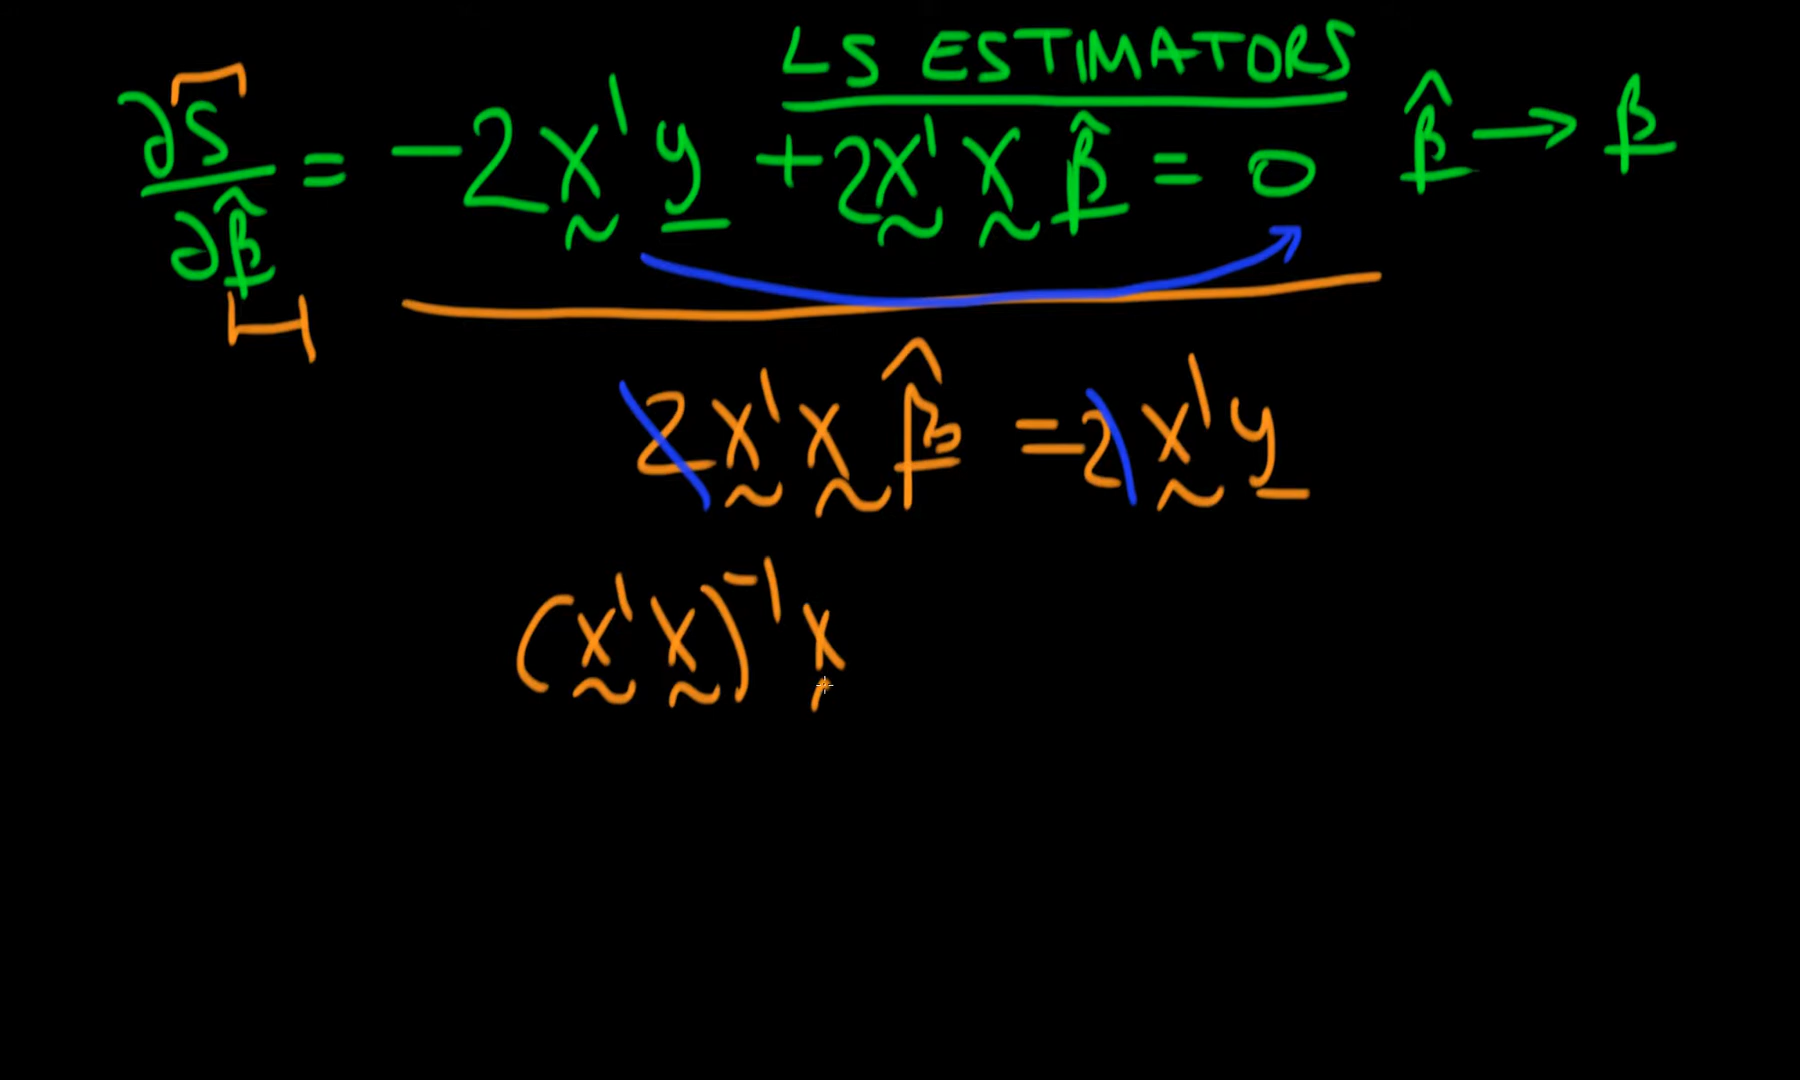 LS ESTIMATORS
∂S/∂β̂ = -2X'y + 2X'Xβ̂ = 0 β̂ → β
2X'Xβ̂ = 2X'y
(X'X)⁻¹X